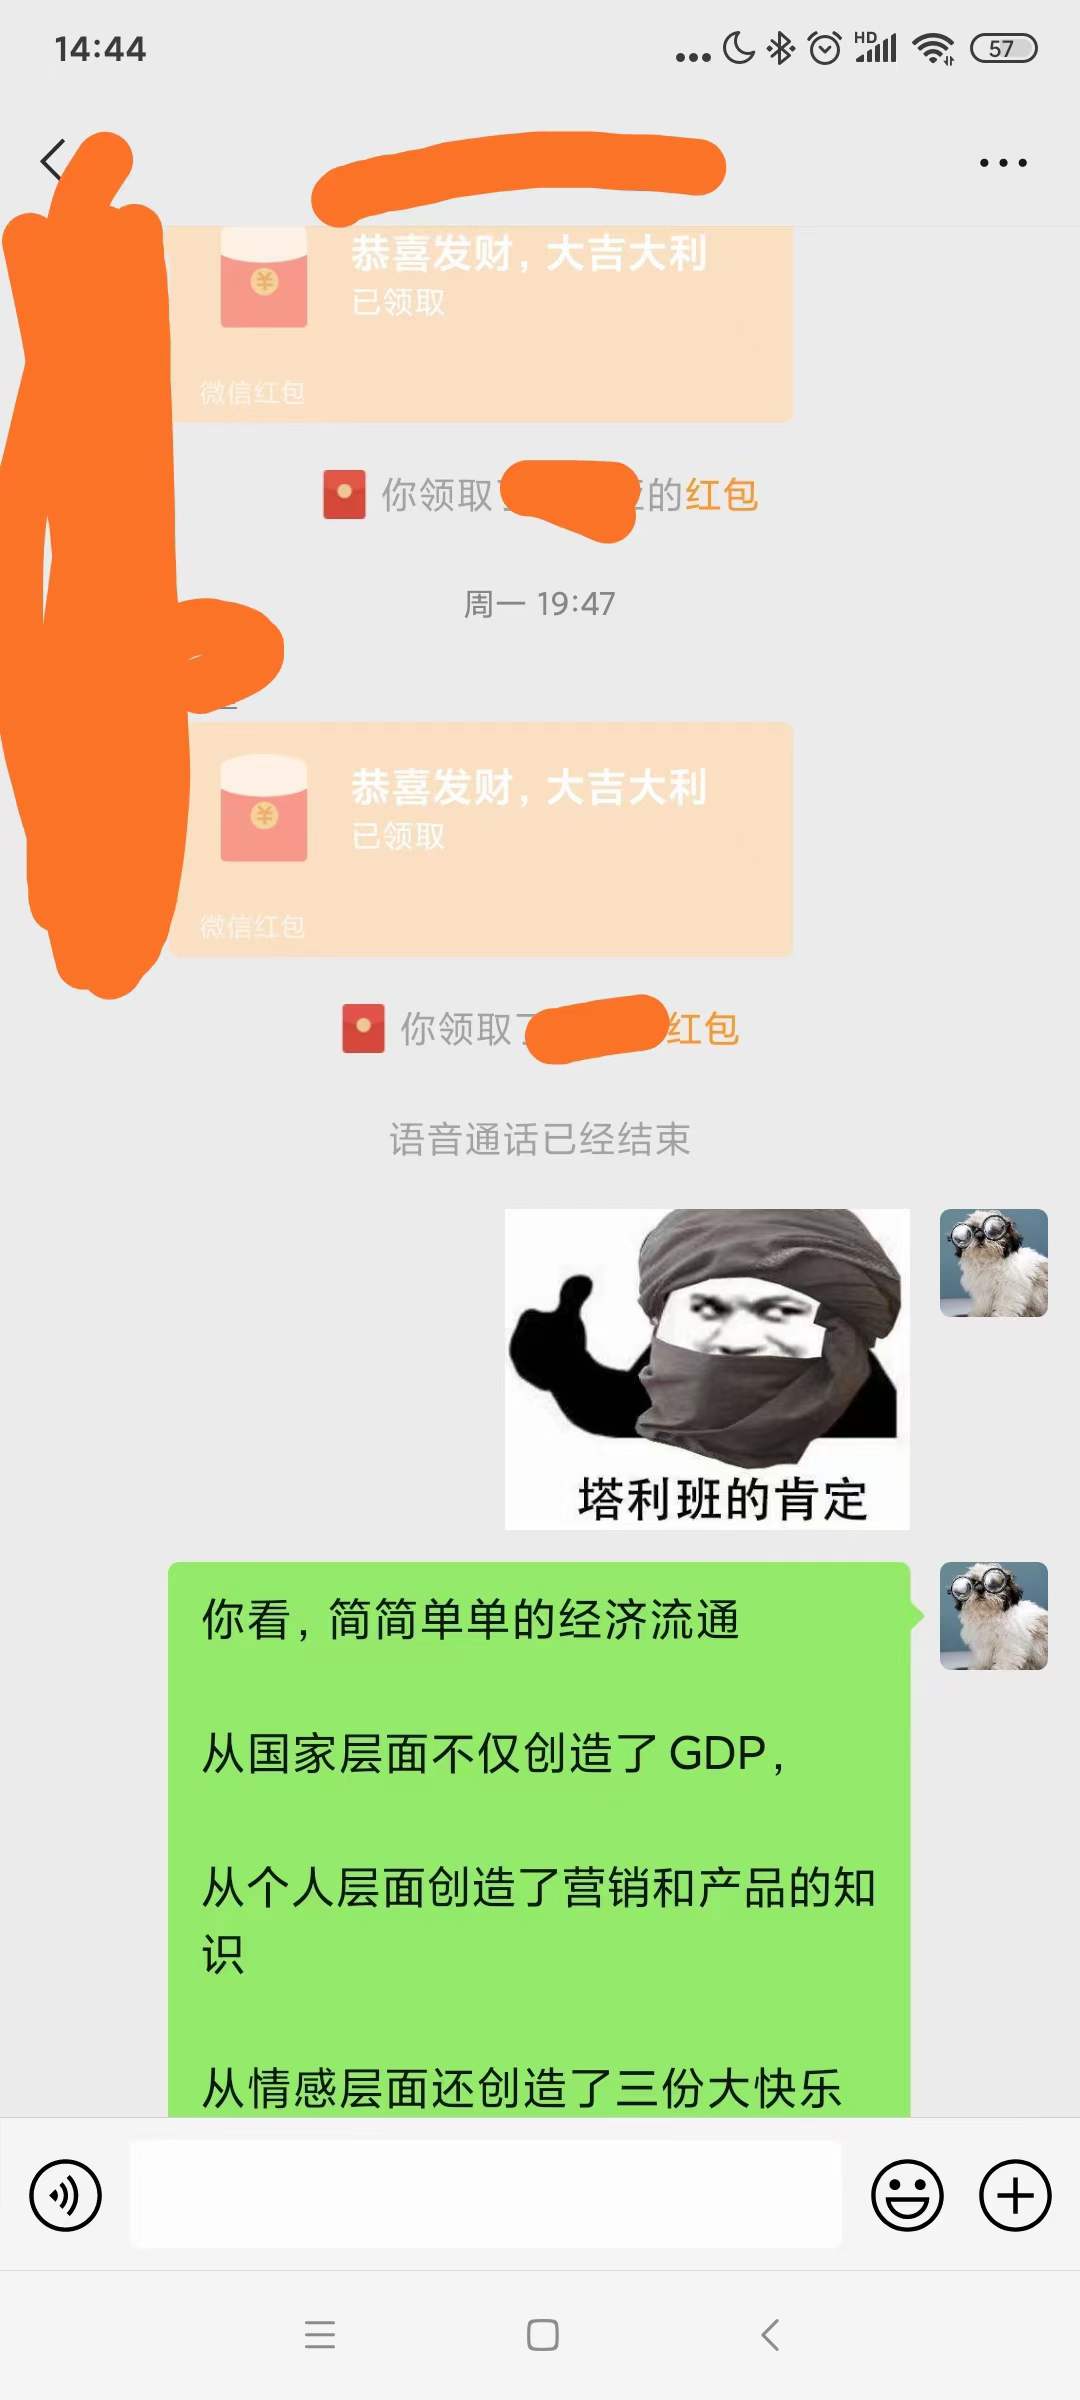 14:44
HD
57
恭喜发财，大吉大利
已领取
微信红包
你领取 的红包
周一 19:47
恭喜发财，大吉大利
已领取
微信红包
你领取了 红包
语音通话已经结束
塔利班的肯定
你看，简简单单的经济流通
从国家层面不仅创造了 GDP，
从个人层面创造了营销和产品的知
识
从情感层面还创造了三份大快乐